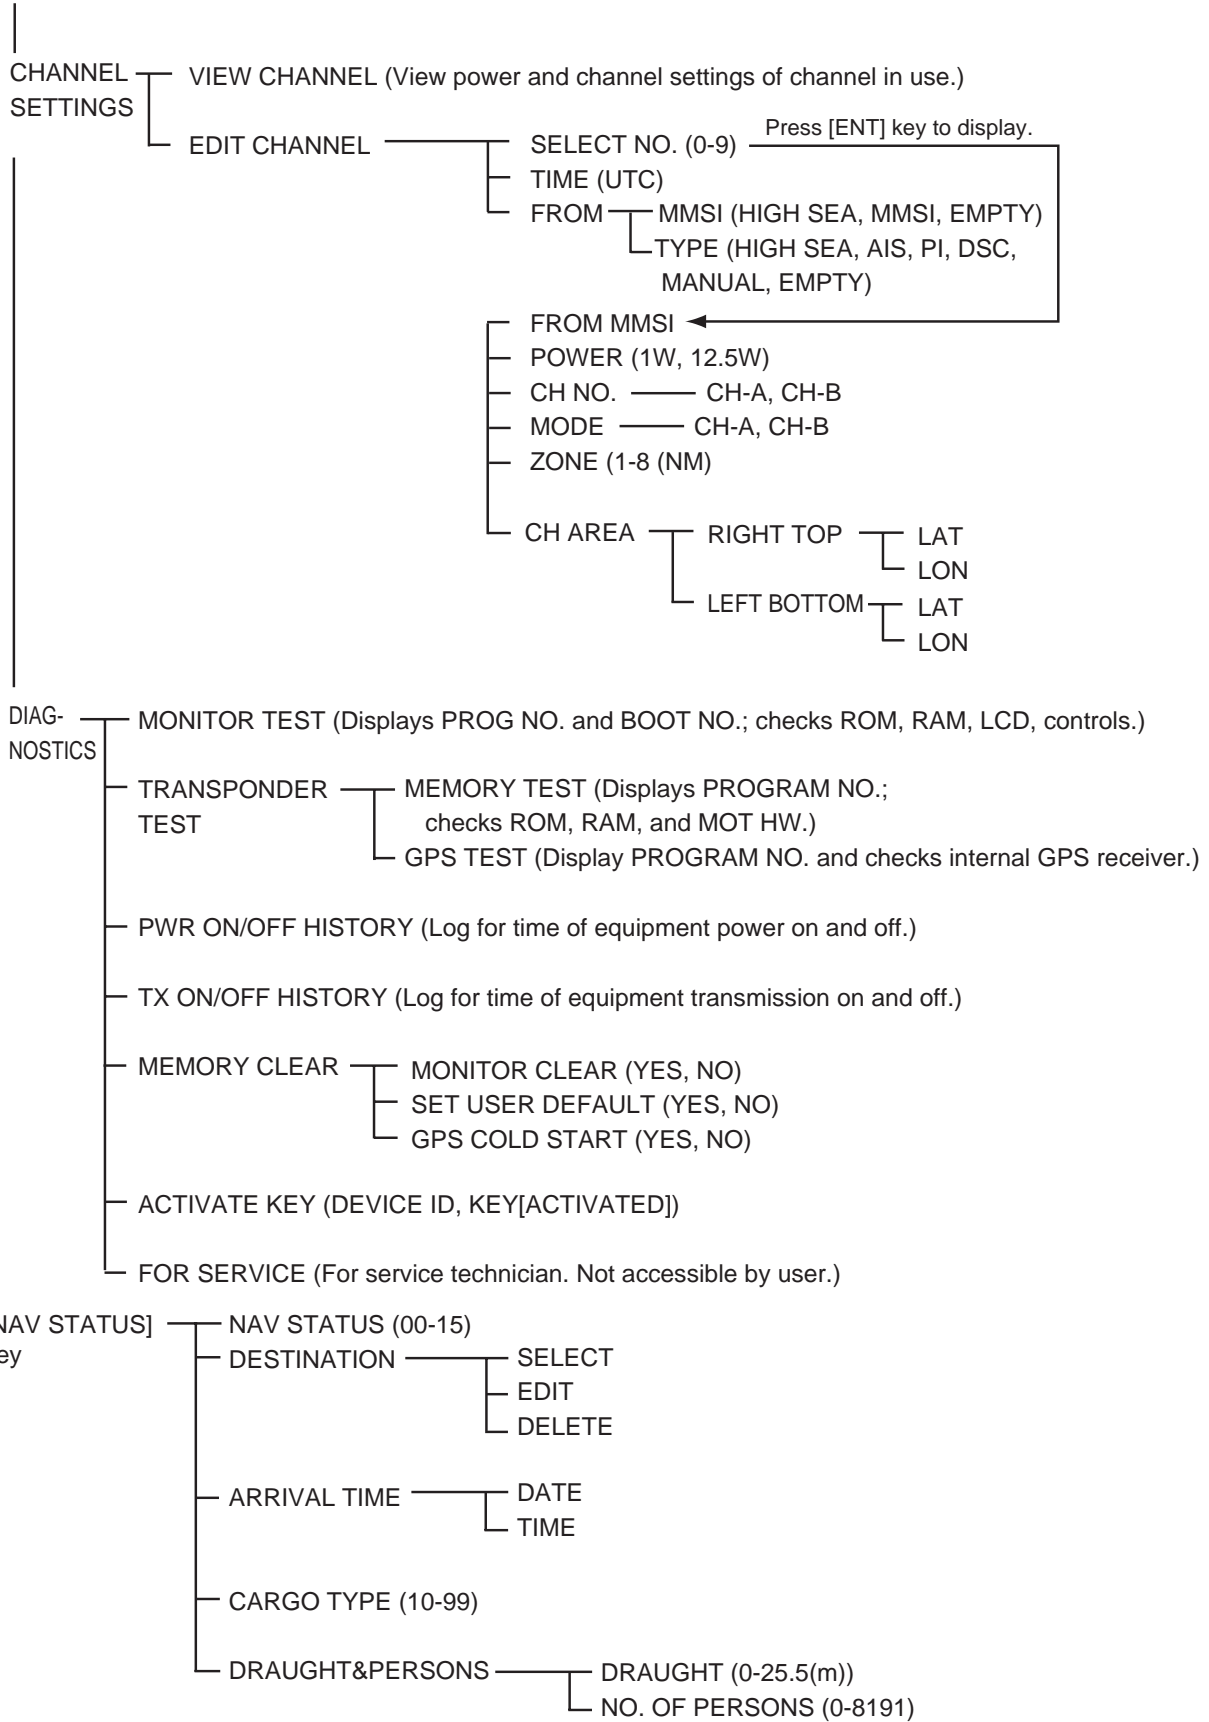 CHANNEL SETTINGS
VIEW CHANNEL (View power and channel settings of channel in use.)
EDIT CHANNEL
SELECT NO. (0-9)
Press [ENT] key to display.
TIME (UTC)
FROM
MMSI (HIGH SEA, MMSI, EMPTY)
TYPE (HIGH SEA, AIS, PI, DSC,
MANUAL, EMPTY)
FROM MMSI
POWER (1W, 12.5W)
CH NO.
CH-A, CH-B
MODE
CH-A, CH-B
ZONE (1-8 (NM)
CH AREA
RIGHT TOP
LAT
LON
LEFT BOTTOM
LAT
LON
DIAG-
NOSTICS
MONITOR TEST (Displays PROG NO. and BOOT NO.; checks ROM, RAM, LCD, controls.)
TRANSPONDER
TEST
MEMORY TEST (Displays PROGRAM NO.;
checks ROM, RAM, and MOT HW.)
GPS TEST (Display PROGRAM NO. and checks internal GPS receiver.)
PWR ON/OFF HISTORY (Log for time of equipment power on and off.)
TX ON/OFF HISTORY (Log for time of equipment transmission on and off.)
MEMORY CLEAR
MONITOR CLEAR (YES, NO)
SET USER DEFAULT (YES, NO)
GPS COLD START (YES, NO)
ACTIVATE KEY (DEVICE ID, KEY[ACTIVATED])
FOR SERVICE (For service technician. Not accessible by user.)
NAV STATUS]
ey
NAV STATUS (00-15)
DESTINATION
SELECT
EDIT
DELETE
ARRIVAL TIME
DATE
TIME
CARGO TYPE (10-99)
DRAUGHT&PERSONS
DRAUGHT (0-25.5(m))
NO. OF PERSONS (0-8191)